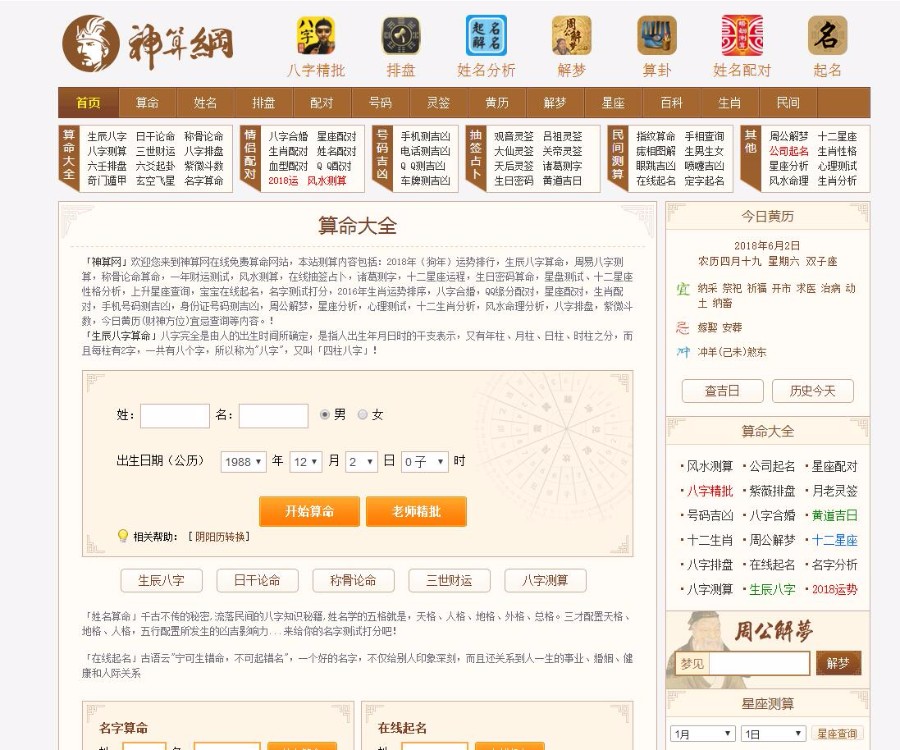 神算網
八字
周公解
起名
解名
姓名測
名
八字精批 排盘 姓名分析 解梦 算卦 姓名配对 起名
首页 算命 姓名 排盘 配对 号码 灵签 黄历 解梦 星座 百科 生肖 民间
算命大全
生辰八字 日干论命 称骨论命
八字测算 三世财运 八字排盘
六壬排盘 六爻起卦 紫微斗数
奇门遁甲 玄空飞星 名字算命
情侣配对
八字合婚 星座配对
生肖配对 姓名配对
血型配对 Q Q配对
2018运 风水测算
号码吉凶
手机测吉凶
电话测吉凶
Q Q测吉凶
车牌测吉凶
抽签占卜
观音灵签 吕祖灵签
大仙灵签 关帝灵签
天后灵签 诸葛测字
生日密码 黄道吉日
民间测算
指纹算命 手相查询
痣相图解 生男生女
眼跳吉凶 喷嚏吉凶
在线起名 定字起名
其他
周公解梦 十二星座
公司起名 生肖性格
星座分析 心理测试
风水命理 生肖分析
算命大全
「神算网」欢迎您来到神算网在线免费算命网站，本站测算内容包括：2018年（狗年）运势排行，生辰八字算命，周易八字测
算，称骨论命算命，一年财运测试，风水测算，在线抽签占卜，诸葛测字，十二星座运程，生日密码算命，星盘测试，十二星座
性格分析，上升星座查询，宝宝在线起名，名字测试打分，2016年生肖运势排序，八字合婚，QQ缘分配对，星座配对，生肖配
对，手机号码测吉凶，身份证号码测吉凶，周公解梦，星座分析，心理测试，十二生肖分析，风水命理分析，八字排盘，紫微斗
数，今日黄历(财神方位)宜忌查询等内容。！
「生辰八字算命」八字完全是由人的出生时间所确定，是指人出生年月日时的干支表示，又有年柱、月柱、日柱、时柱之分，而
且每柱有2字，一共有八个字，所以称为"八字"，又叫「四柱八字」！
姓： 名： 男 女
出生日期（公历） 1988 年 12 月 2 日 0 子 时
开始算命 老师精批
相关帮助： [ 阴阳历转换]
生辰八字 日干论命 称骨论命 三世财运 八字测算
「姓名算命」千古不传的秘密,流落民间的八字知识秘籍,姓名学的五格就是，天格、人格、地格、外格、总格。三才配置天格、
地格、人格，五行配置所发生的凶吉影响力...来给你的名字测试打分吧！
「在线起名」古语云"宁可生错命，不可起错名"，一个好的名字，不仅给别人印象深刻，而且还关系到人一生的事业、婚姻、健
康和人际关系
名字算命
在线起名
今日黄历
2018年6月2日
农历四月十九 星期六 双子座
宜 纳采 祭祀 祈福 开市 求医 治病 动
土 纳畜
忌 嫁娶 安葬
冲 冲羊(己未)煞东
查吉日 历史今天
算命大全
·风水测算 ·公司起名 ·星座配对
·八字精批 ·紫薇排盘 ·月老灵签
·号码吉凶 ·八字合婚 ·黄道吉日
·十二生肖 ·周公解梦 ·十二星座
·八字排盘 ·在线起名 ·名字分析
·八字测算 ·生辰八字 ·2018运势
周公解夢
梦见 解梦
星座测算
1月 1日 星座查询